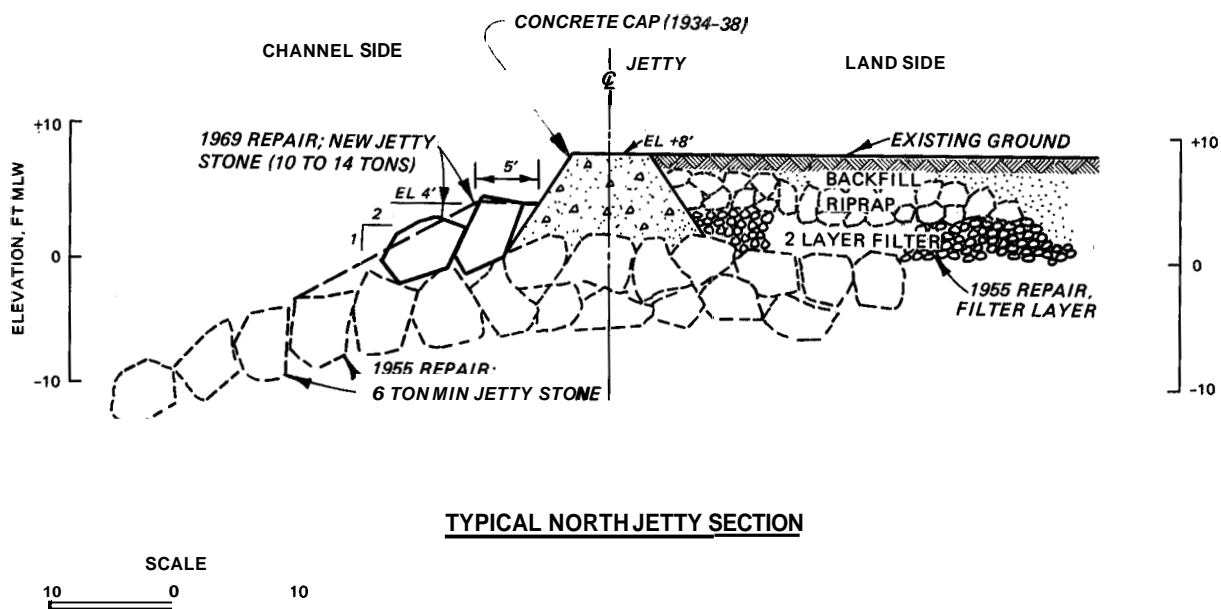 CONCRETE CAP (1934-38)
CHANNEL SIDE
℄ JETTY
LAND SIDE
+10
1969 REPAIR; NEW JETTY
STONE (10 TO 14 TONS)
5'
EL +8'
EXISTING GROUND
+10
EL 4'
BACKFILL
RIPRAP
2
1
2 LAYER FILTER
0
0
ELEVATION, FT MLW
1955 REPAIR,
FILTER LAYER
-10
1955 REPAIR.
6 TON MIN JETTY STONE
-10
TYPICAL NORTH JETTY SECTION
SCALE
10 0 10